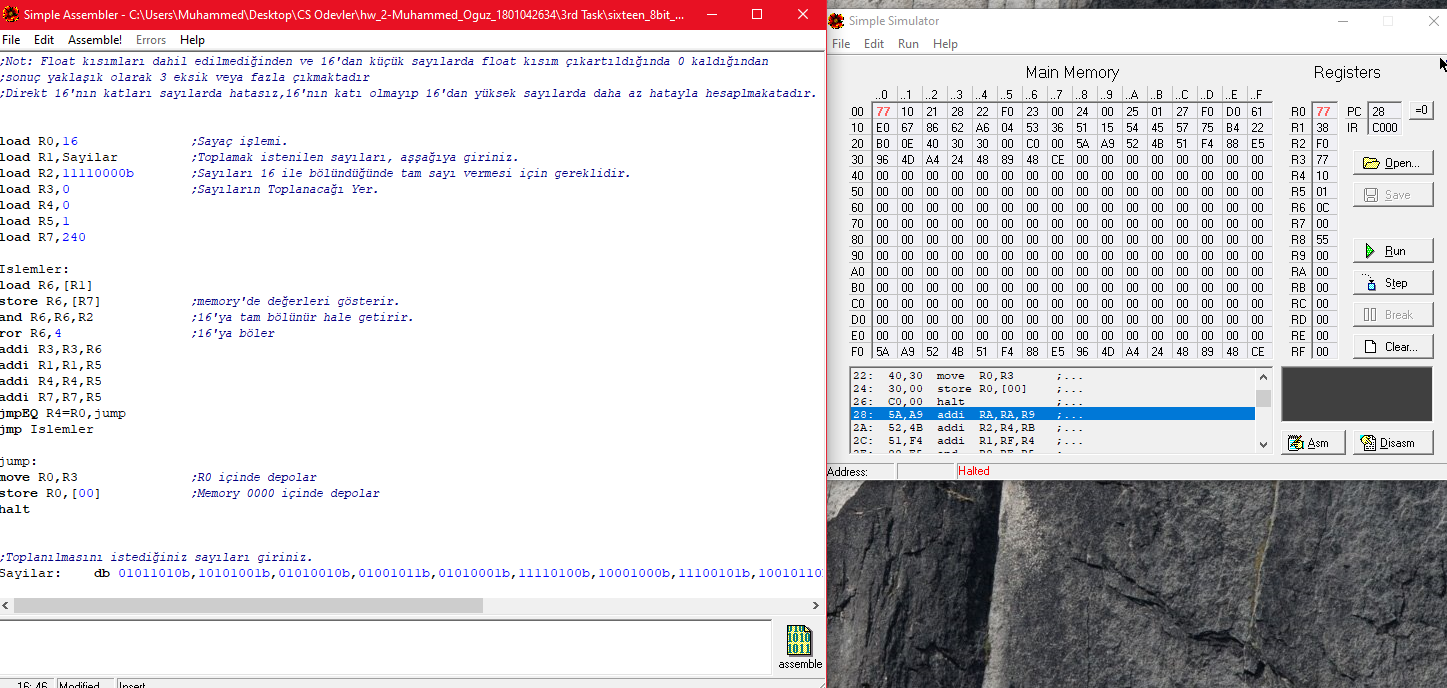 Simple Assembler - C:\Users\Muhammed\Desktop\CS Odevler\hw_2-Muhammed_Oguz_1801042634\3rd Task\sixteen_8bit_...
File Edit Assemble! Errors Help
;Not: Float kısımları dahil edilmediğinden ve 16'dan küçük sayılarda float kısım çıkartıldığında 0 kaldığından
;sonuç yaklaşık olarak 3 eksik veya fazla çıkmaktadır
;Direkt 16'nın katları sayılarda hatasız,16'nın katı olmayıp 16'dan yüksek sayılarda daha az hatayla hesaplmakatadır.
load R0,16 ;Sayaç işlemi.
load R1,Sayilar ;Toplamak istenilen sayıları, aşşağıya giriniz.
load R2,11110000b ;Sayıları 16 ile bölündüğünde tam sayı vermesi için gereklidir.
load R3,0 ;Sayıların Toplanacağı Yer.
load R4,0
load R5,1
load R7,240
Islemler:
load R6,[R1]
store R6,[R7] ;memory'de değerleri gösterir.
and R6,R6,R2 ;16'ya tam bölünür hale getirir.
ror R6,4 ;16'ya böler
addi R3,R3,R6
addi R1,R1,R5
addi R4,R4,R5
addi R7,R7,R5
jmpEQ R4=R0,jump
jmp Islemler
jump:
move R0,R3 ;R0 içinde depolar
store R0,[00] ;Memory 0000 içinde depolar
halt
;Toplanılmasını istediğiniz sayıları giriniz.
Sayilar: db 01011010b,10101001b,01010010b,01001011b,01010001b,11110100b,10001000b,11100101b,10010110
assemble
16: 46 Modified Insert
Simple Simulator
File Edit Run Help
Main Memory
..0 ..1 ..2 ..3 ..4 ..5 ..6 ..7 ..8 ..9 ..A ..B ..C ..D ..E ..F
00 77 10 21 28 22 F0 23 00 24 00 25 01 27 F0 D0 61
10 E0 67 86 62 A6 04 53 36 51 15 54 45 57 75 B4 22
20 B0 0E 40 30 30 00 C0 00 5A A9 52 4B 51 F4 88 E5
30 96 4D A4 24 48 89 48 CE 00 00 00 00 00 00 00 00
40 00 00 00 00 00 00 00 00 00 00 00 00 00 00 00 00
50 00 00 00 00 00 00 00 00 00 00 00 00 00 00 00 00
60 00 00 00 00 00 00 00 00 00 00 00 00 00 00 00 00
70 00 00 00 00 00 00 00 00 00 00 00 00 00 00 00 00
80 00 00 00 00 00 00 00 00 00 00 00 00 00 00 00 00
90 00 00 00 00 00 00 00 00 00 00 00 00 00 00 00 00
A0 00 00 00 00 00 00 00 00 00 00 00 00 00 00 00 00
B0 00 00 00 00 00 00 00 00 00 00 00 00 00 00 00 00
C0 00 00 00 00 00 00 00 00 00 00 00 00 00 00 00 00
D0 00 00 00 00 00 00 00 00 00 00 00 00 00 00 00 00
E0 00 00 00 00 00 00 00 00 00 00 00 00 00 00 00 00
F0 5A A9 52 4B 51 F4 88 E5 96 4D A4 24 48 89 48 CE
22: 40,30 move R0,R3 ;...
24: 30,00 store R0,[00] ;...
26: C0,00 halt ;...
28: 5A,A9 addi RA,RA,R9 ;...
2A: 52,4B addi R2,R4,RB ;...
2C: 51,F4 addi R1,RF,R4 ;...
Registers
R0 77
R1 38
R2 F0
R3 77
R4 10
R5 01
R6 0C
R7 00
R8 55
R9 00
RA 00
RB 00
RC 00
RD 00
RE 00
RF 00
PC 28 =0
IR C000
Open...
Save
Run
Step
Break
Clear...
Asm Disasm
Address: Halted